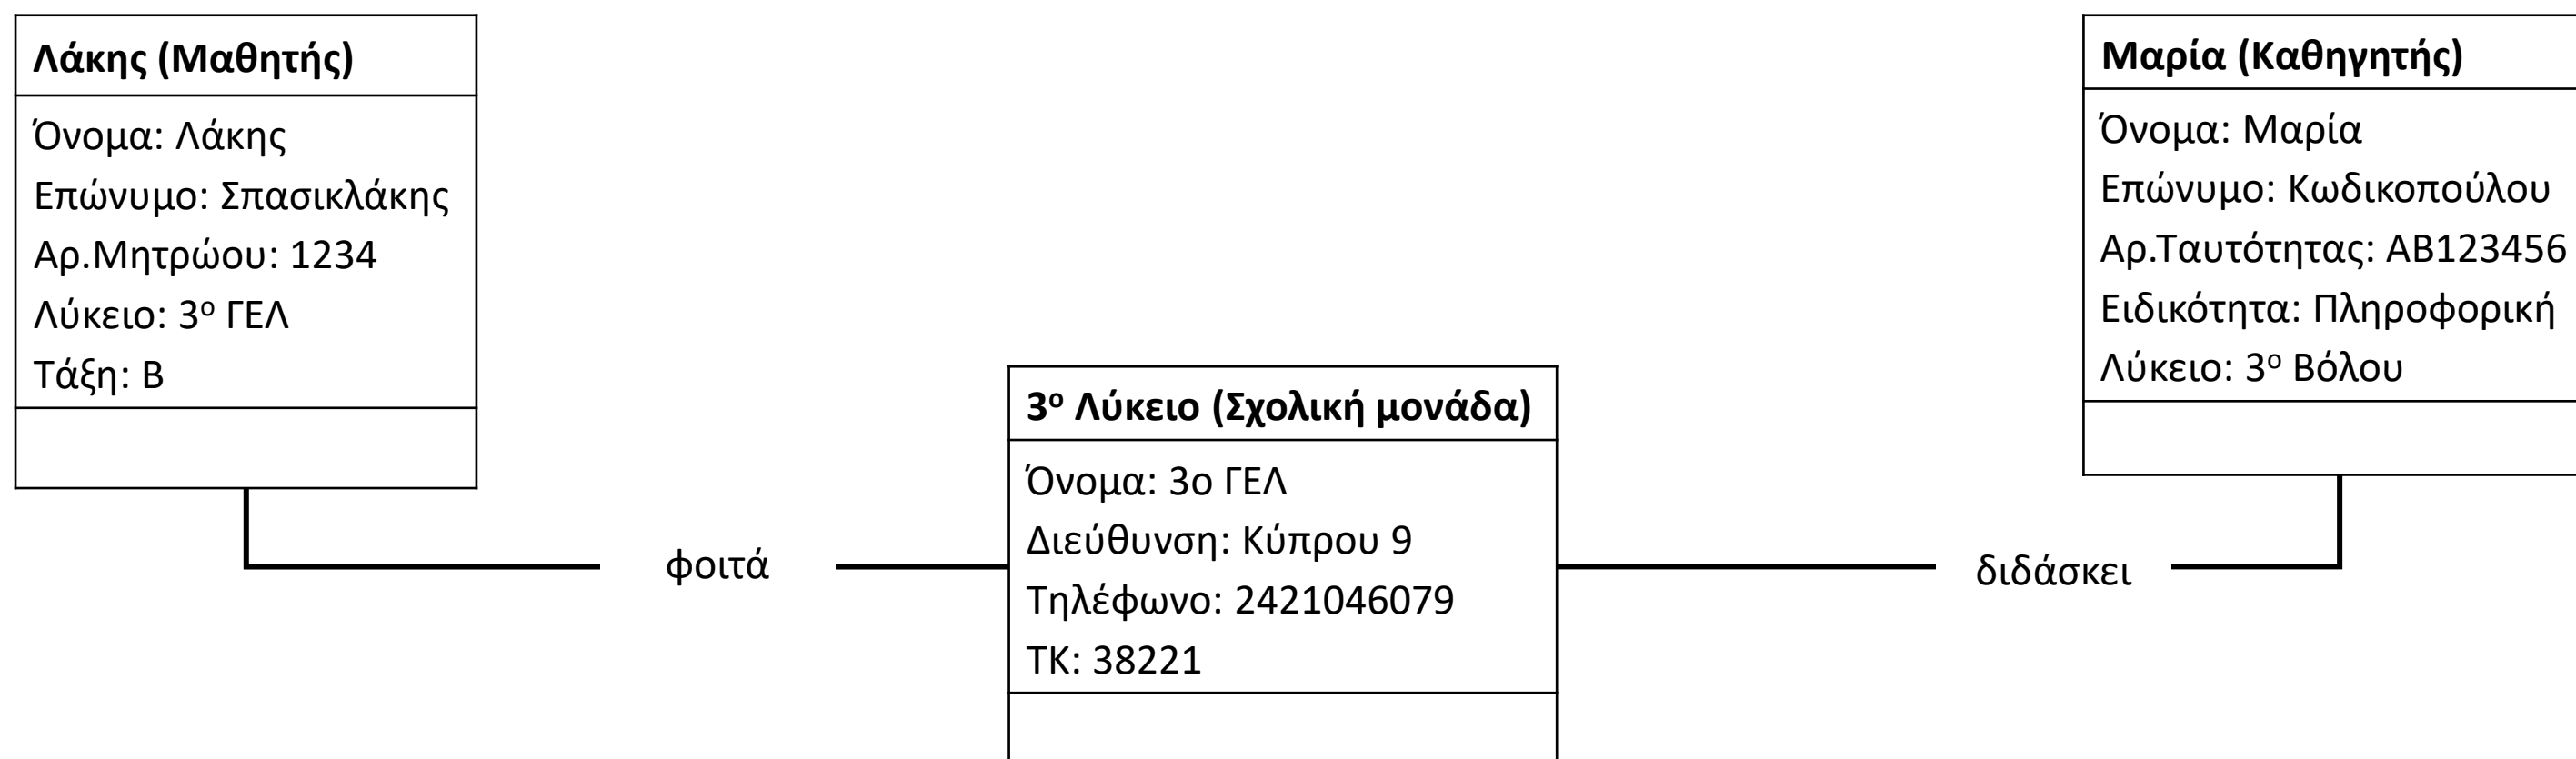 Λάκης (Μαθητής)
Όνομα: Λάκης
Επώνυμο: Σπασικλάκης
Αρ.Μητρώου: 1234
Λύκειο: 3ο ΓΕΛ
Τάξη: Β
Μαρία (Καθηγητής)
Όνομα: Μαρία
Επώνυμο: Κωδικοπούλου
Αρ.Ταυτότητας: ΑΒ123456
Ειδικότητα: Πληροφορική
Λύκειο: 3ο Βόλου
3ο Λύκειο (Σχολική μονάδα)
Όνομα: 3ο ΓΕΛ
Διεύθυνση: Κύπρου 9
Τηλέφωνο: 2421046079
ΤΚ: 38221
φοιτά
διδάσκει